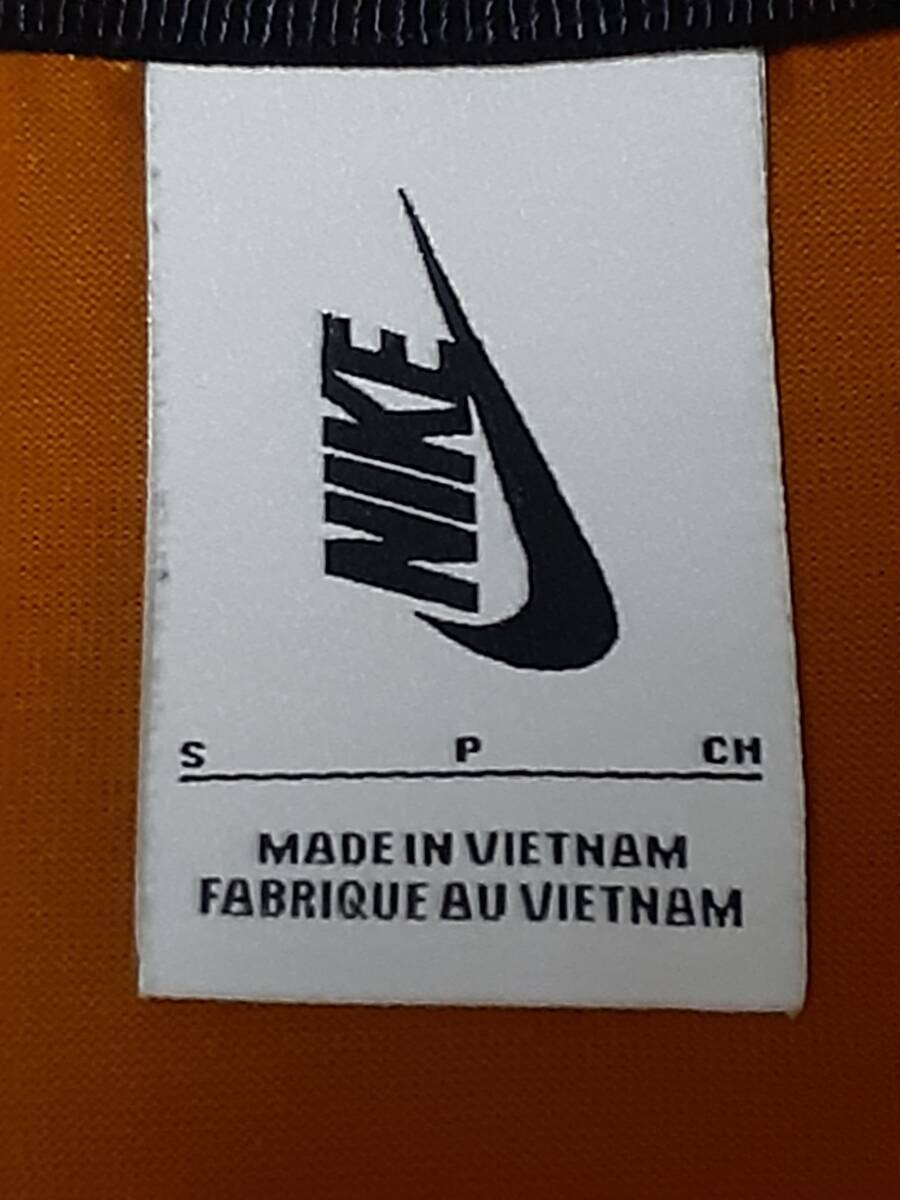 NIKE
S P CH
MADE IN VIETNAM
FABRIQUE AU VIETNAM